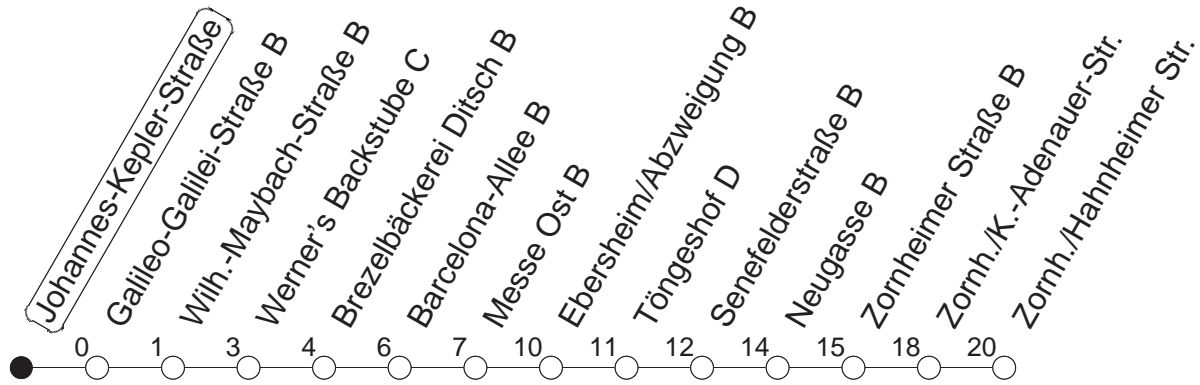 Johannes-Kepler-Straße
Galileo-Galilei-Straße B
Wilh.-Maybach-Straße B
Werner's Backstube C
Brezelbäckerei Ditsch B
Barcelona-Allee B
Messe Ost B
Ebersheim/Abzweigung B
Töngeshof D
Senefelderstraße B
Neugasse B
Zornheimer Straße B
Zornh./K.-Adenauer-Str.
Zornh./Hahnheimer Str.
0 1 3 4 6 7 10 11 12 14 15 18 20